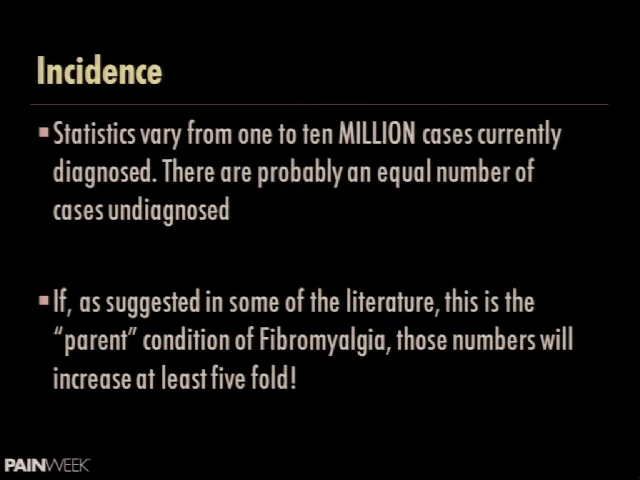 Incidence
▪Statistics vary from one to ten MILLION cases currently
diagnosed. There are probably an equal number of
cases undiagnosed
▪If, as suggested in some of the literature, this is the
“parent” condition of Fibromyalgia, those numbers will
increase at least five fold!
PAINWEEK